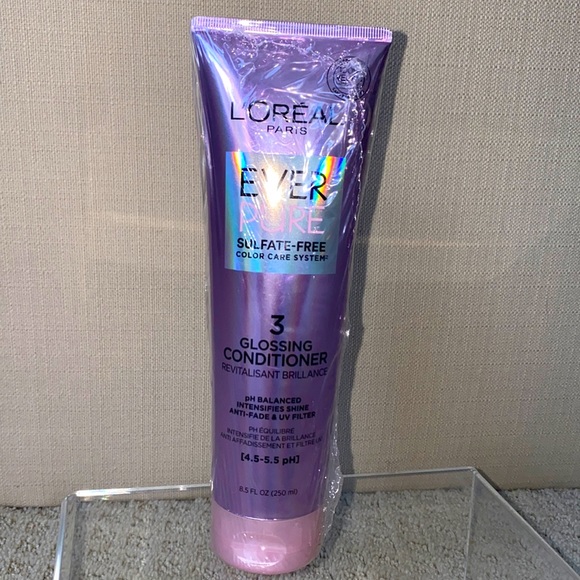 L'ORÉAL
PARIS
EVER
PURE
SULFATE-FREE
COLOR CARE SYSTEM
3
GLOSSING
CONDITIONER
REVITALISANT BRILLANCE
pH BALANCED
INTENSIFIES SHINE
ANTI-FADE & UV FILTER
PH ÉQUILIBRE
INTENSIFIE DE LA BRILLANCE
ANTI AFFADISSEMENT ET FILTRE UV
[4.5-5.5 pH]
8.5 FL OZ (250 ml)